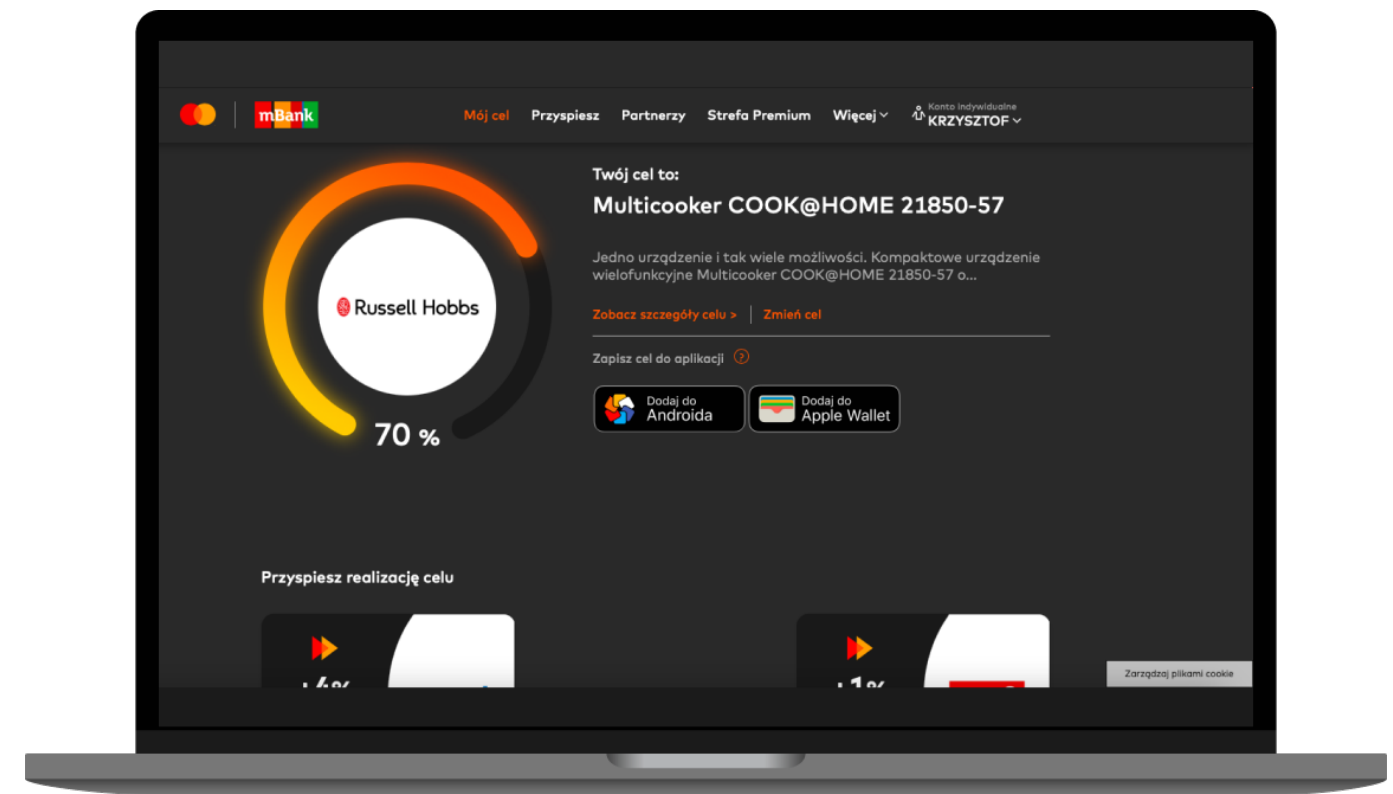 mBank
Mój cel
Przyspiesz
Partnerzy
Strefa Premium
Więcej
Konto indywidualne
KRZYSZTOF
Russell Hobbs
70 %
Twój cel to:
Multicooker COOK@HOME 21850-57
Jedno urządzenie i tak wiele możliwości. Kompaktowe urządzenie
wielofunkcyjne Multicooker COOK@HOME 21850-57 o...
Zobacz szczegóły celu >
Zmień cel
Zapisz cel do aplikacji ?
Dodaj do
Androida
Dodaj do
Apple Wallet
Przyspiesz realizację celu
+4%
+1%
Zarządzaj plikami cookie